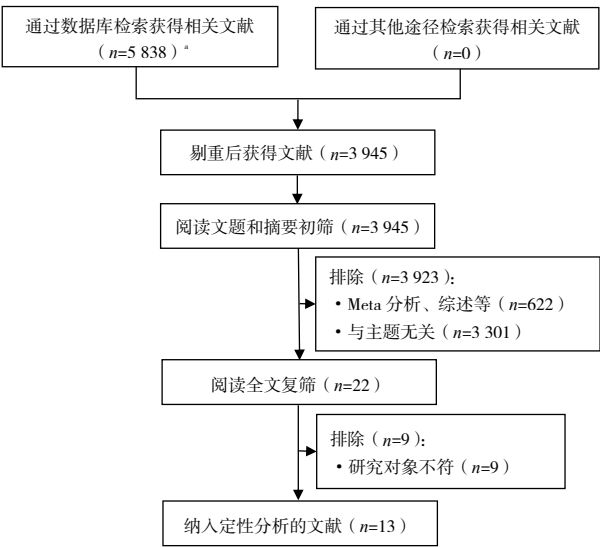 通过数据库检索获得相关文献
（n=5 838）ª
通过其他途径检索获得相关文献
（n=0）
剔重后获得文献（n=3 945）
阅读文题和摘要初筛（n=3 945）
排除（n=3 923）：
• Meta 分析、综述等（n=622）
• 与主题无关（n=3 301）
阅读全文复筛（n=22）
排除（n=9）：
• 研究对象不符（n=9）
纳入定性分析的文献（n=13）